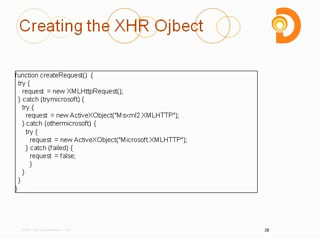 Creating the XHR Ojbect
function createRequest() {
try {
request = new XMLHttpRequest();
} catch (trymicrosoft) {
try {
request = new ActiveXObject("Msxml2.XMLHTTP");
} catch (othermicrosoft) {
try {
request = new ActiveXObject("Microsoft.XMLHTTP");
} catch (failed) {
request = false;
}
}
}
}